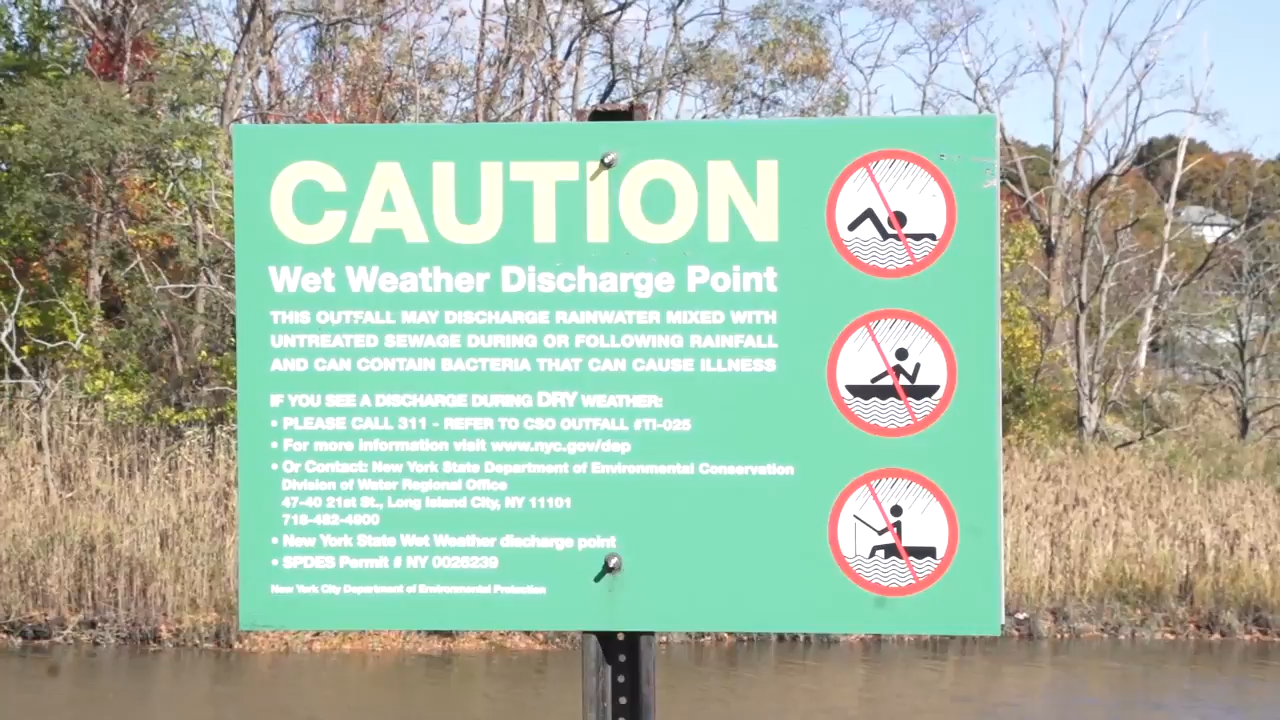 CAUTION
Wet Weather Discharge Point
THIS OUTFALL MAY DISCHARGE RAINWATER MIXED WITH
UNTREATED SEWAGE DURING OR FOLLOWING RAINFALL
AND CAN CONTAIN BACTERIA THAT CAN CAUSE ILLNESS
IF YOU SEE A DISCHARGE DURING DRY WEATHER:
• PLEASE CALL 311 - REFER TO CSO OUTFALL #TI-025
• For more information visit www.nyc.gov/dep
• Or Contact: New York State Department of Environmental Conservation
Division of Water Regional Office
47-40 21st St., Long Island City, NY 11101
718-482-4900
• New York State Wet Weather discharge point
• SPDES Permit # NY 0026239
New York City Department of Environmental Protection